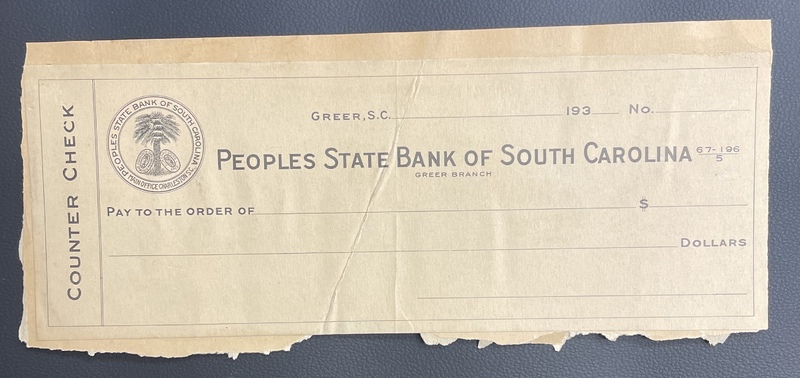 COUNTER CHECK
PEOPLES STATE BANK OF SOUTH CAROLINA
MAIN OFFICE CHARLESTON SC
GREER, S.C. 193 No.
PEOPLES STATE BANK OF SOUTH CAROLINA 67-196
5
GREER BRANCH
PAY TO THE ORDER OF $
DOLLARS